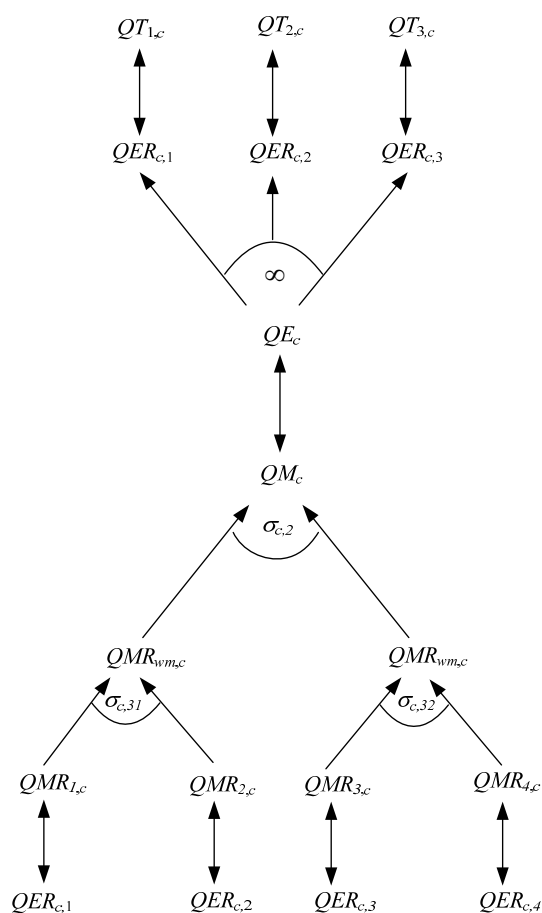 QT1,c QT2,c QT3,c
QERc,1 QERc,2 QERc,3
∞
QEc
QMc
σc,2
QMRwm,c QMRwm,c
σc,31 σc,32
QMR1,c QMR2,c QMR3,c QMR4,c
QERc,1 QERc,2 QERc,3 QERc,4